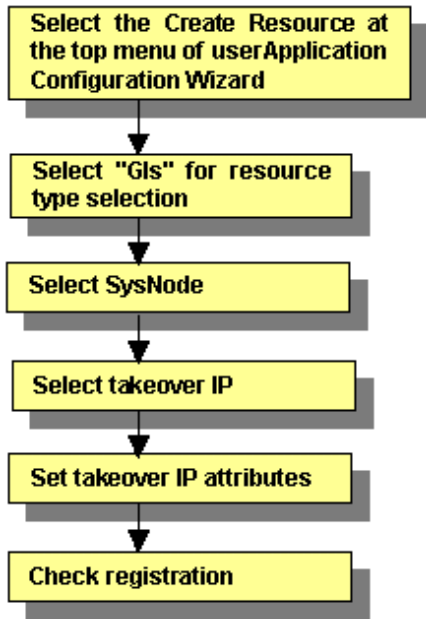 Select the Create Resource at
the top menu of userApplication
Configuration Wizard
Select "Gls" for resource
type selection
Select SysNode
Select takeover IP
Set takeover IP attributes
Check registration